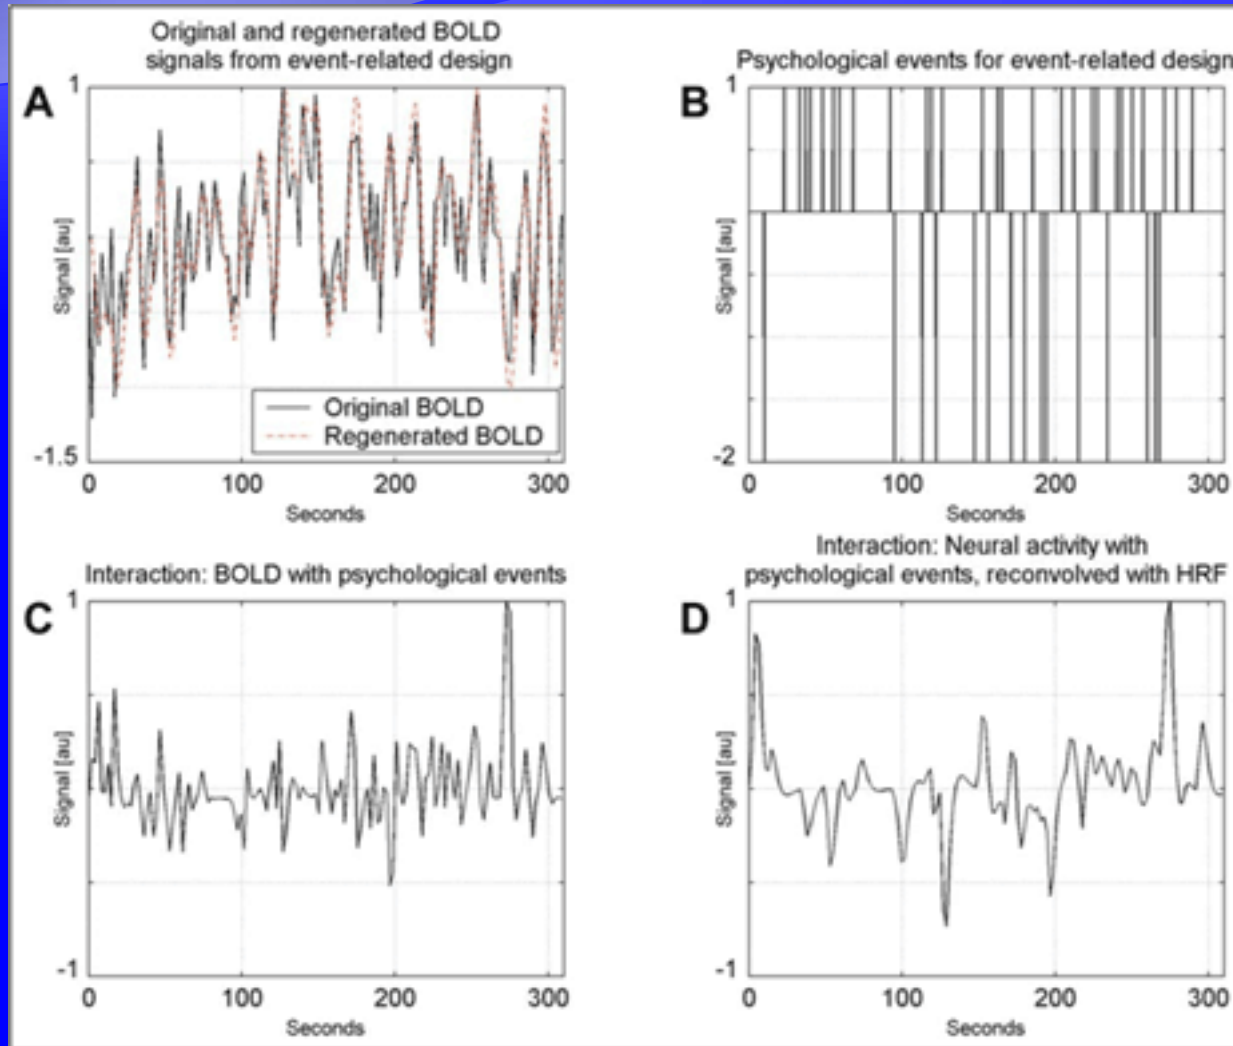 Original and regenerated BOLD
signals from event-related design
A
1
Signal [au]
-1.5
Original BOLD
Regenerated BOLD
0 100 200 300
Seconds
Psychological events for event-related design
B
1
Signal [au]
-2
0 100 200 300
Seconds
Interaction: BOLD with psychological events
C
1
Signal [au]
-1
0 100 200 300
Seconds
Interaction: Neural activity with
psychological events, reconvolved with HRF
D
1
Signal [au]
-1
0 100 200 300
Seconds